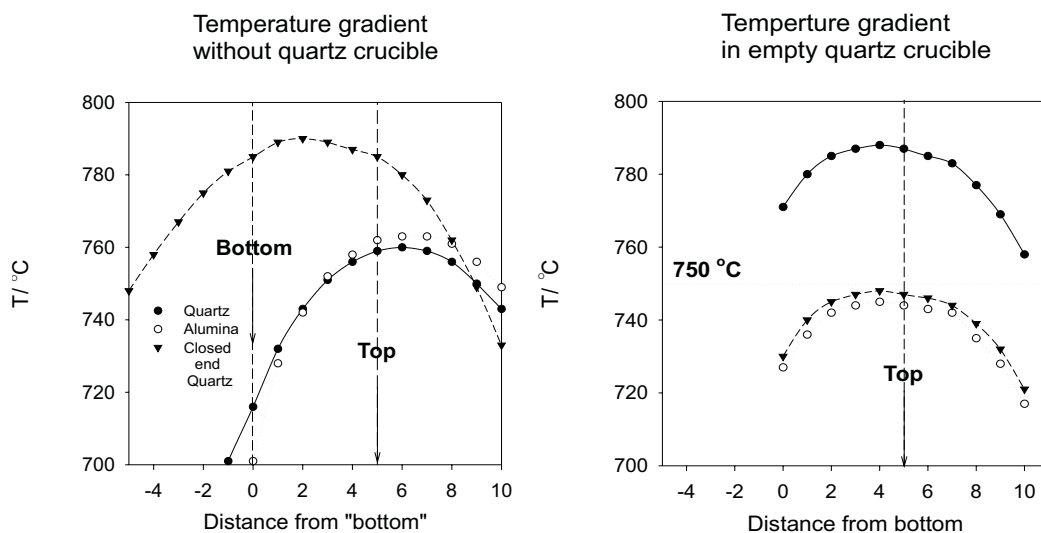 Temperature gradient
without quartz crucible
800
780
760
740
720
700
T/ °C
Bottom
Quartz
Alumina
Closed
end
Quartz
Top
-4 -2 0 2 4 6 8 10
Distance from "bottom"
Temperture gradient
in empty quartz crucible
800
780
760
740
720
700
T/ °C
750 °C
Top
-4 -2 0 2 4 6 8 10
Distance from bottom